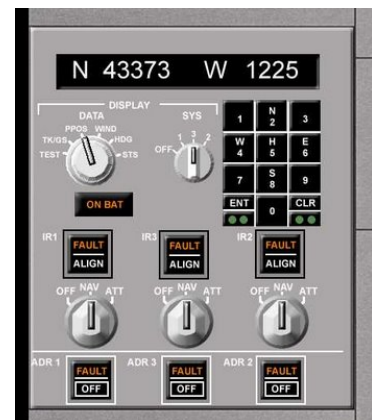 N 43373 W 1225
DISPLAY
DATA SYS
PPOS WIND
TK/GS HDG
TEST STS
OFF 1 3 2
1 N 2 3
W 4 H 5 E 6
7 S 8 9
ENT 0 CLR
ON BAT
IR1 IR3 IR2
FAULT FAULT FAULT
ALIGN ALIGN ALIGN
OFF NAV ATT OFF NAV ATT OFF NAV ATT
ADR 1 ADR 3 ADR 2
FAULT FAULT FAULT
OFF OFF OFF